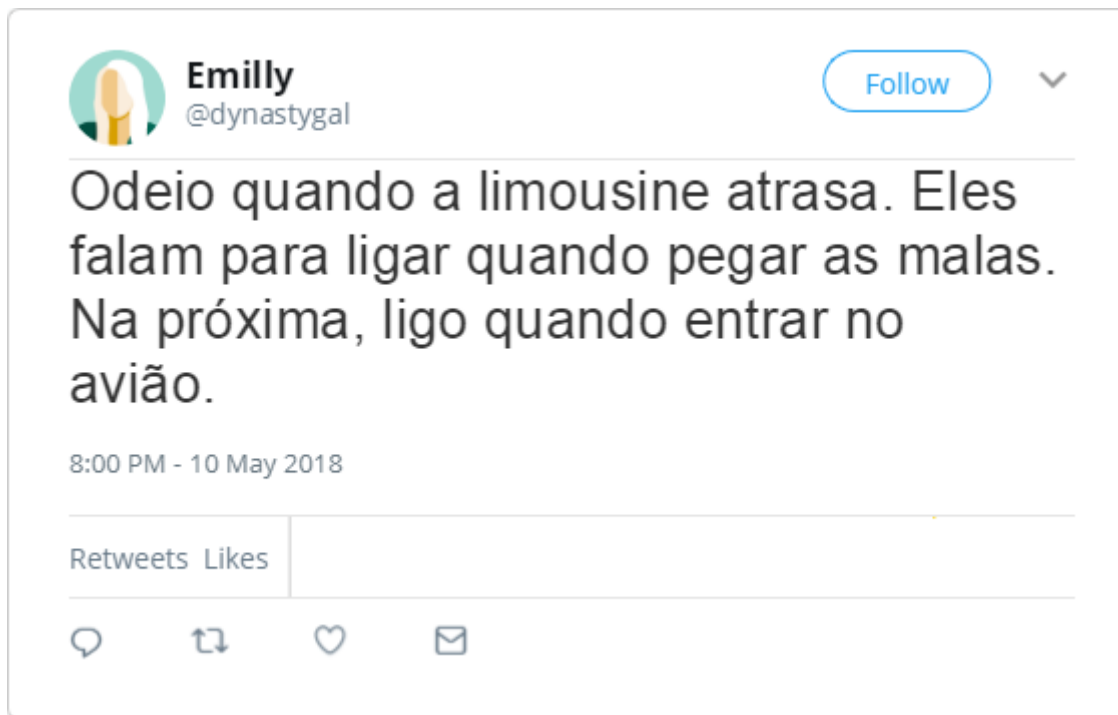 Emilly
@dynastygal
Follow
Odeio quando a limousine atrasa. Eles
falam para ligar quando pegar as malas.
Na próxima, ligo quando entrar no
avião.
8:00 PM - 10 May 2018
Retweets Likes